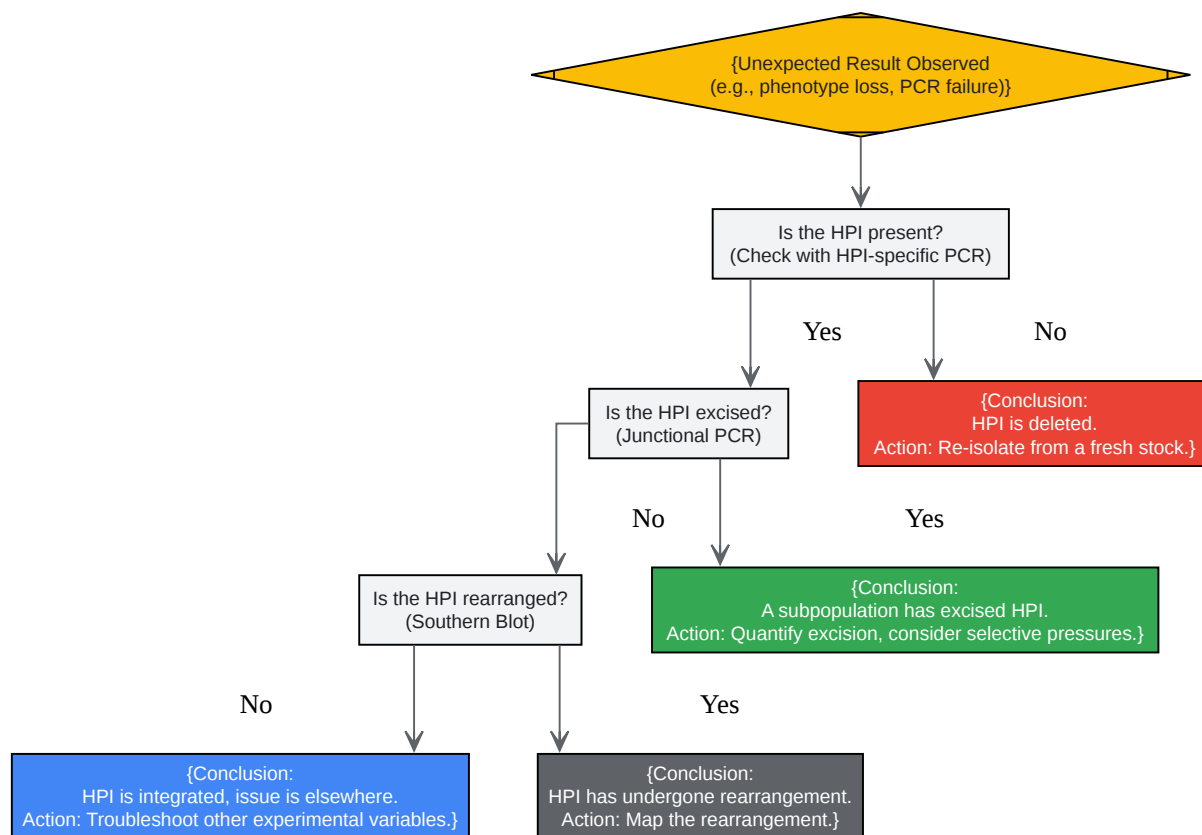 {Unexpected Result Observed
(e.g., phenotype loss, PCR failure)}
Is the HPI present?
(Check with HPI-specific PCR)
Yes
No
Is the HPI excised?
(Junctional PCR)
{Conclusion:
HPI is deleted.
Action: Re-isolate from a fresh stock.}
No
Yes
Is the HPI rearranged?
(Southern Blot)
{Conclusion:
A subpopulation has excised HPI.
Action: Quantify excision, consider selective pressures.}
No
Yes
{Conclusion:
HPI is integrated, issue is elsewhere.
Action: Troubleshoot other experimental variables.}
{Conclusion:
HPI has undergone rearrangement.
Action: Map the rearrangement.}